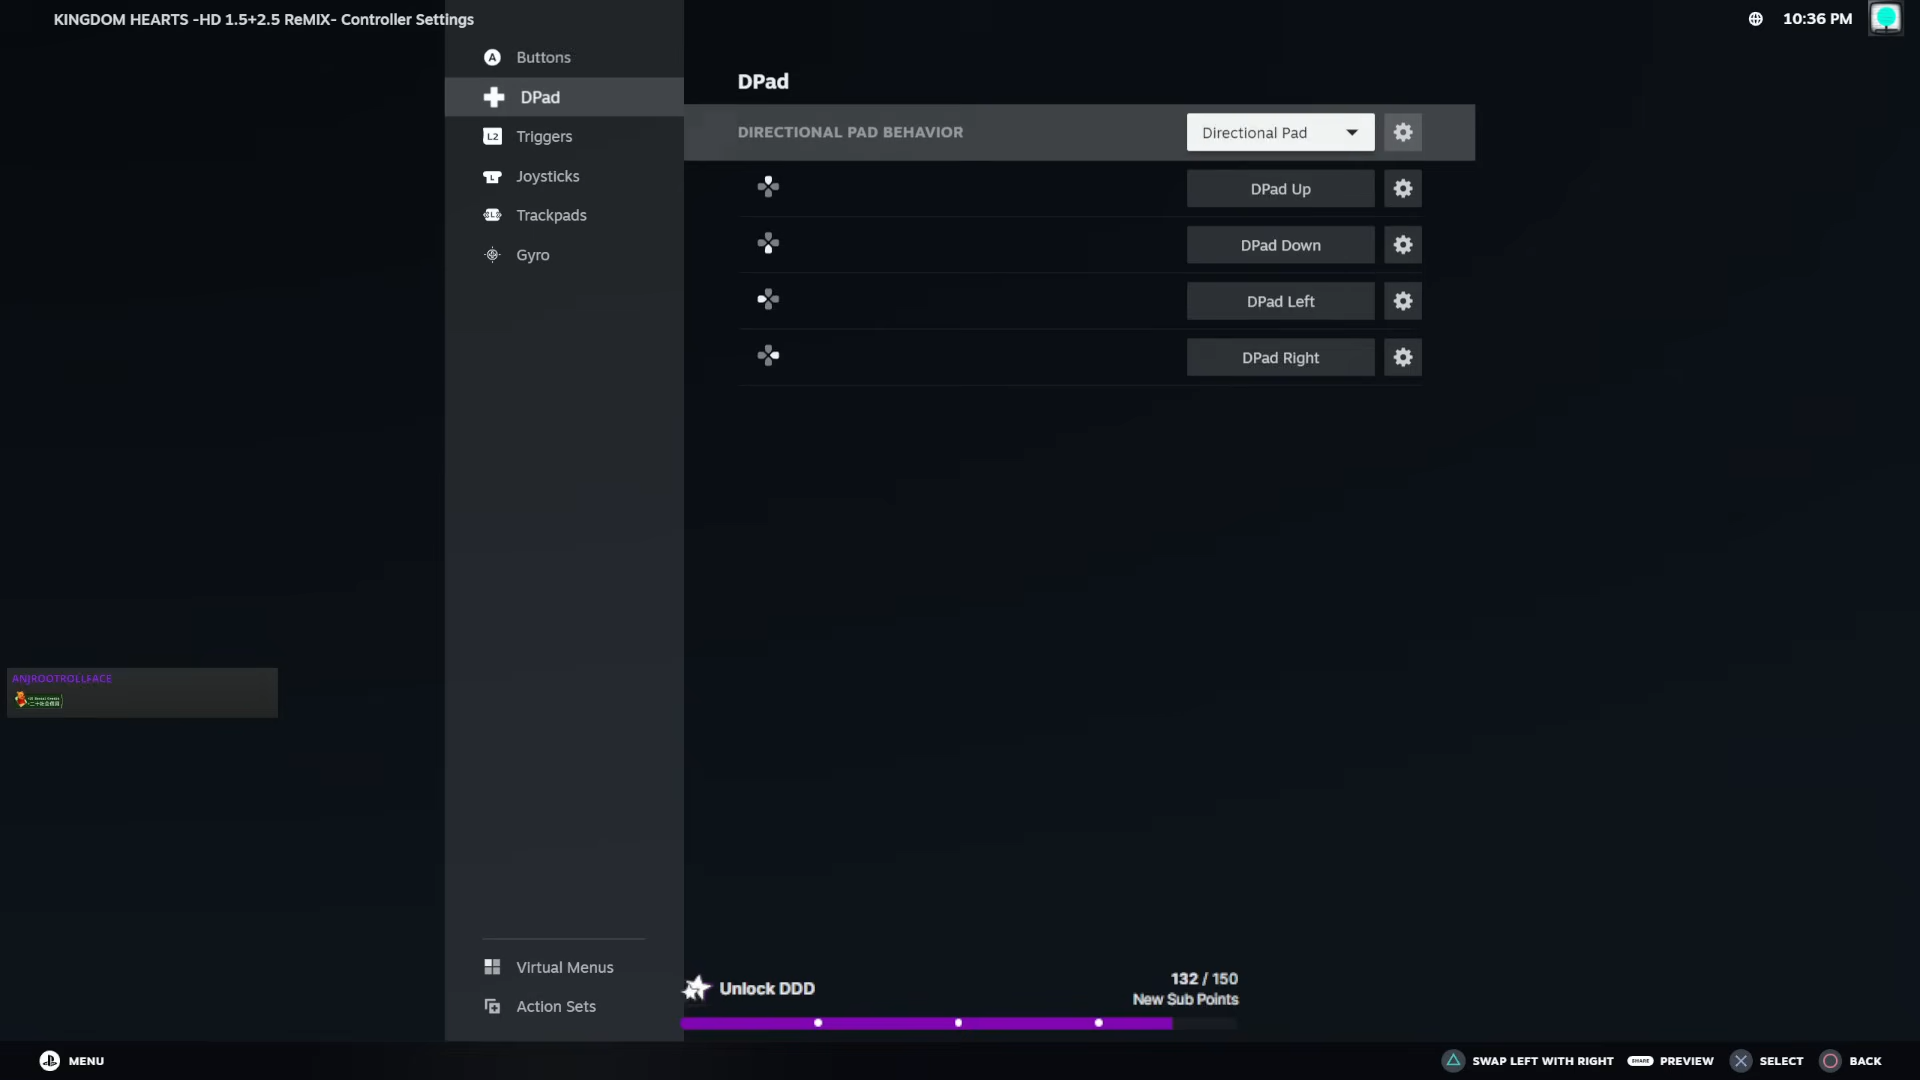 KINGDOM HEARTS -HD 1.5+2.5 ReMIX- Controller Settings
10:36 PM
A Buttons
DPad
L2 Triggers
L Joysticks
Trackpads
Gyro
DPad
DIRECTIONAL PAD BEHAVIOR
Directional Pad
DPad Up
DPad Down
DPad Left
DPad Right
ANJROOTROLLFACE
Virtual Menus
Action Sets
Unlock DDD
132 / 150
New Sub Points
MENU
SWAP LEFT WITH RIGHT
SHARE PREVIEW
SELECT
BACK